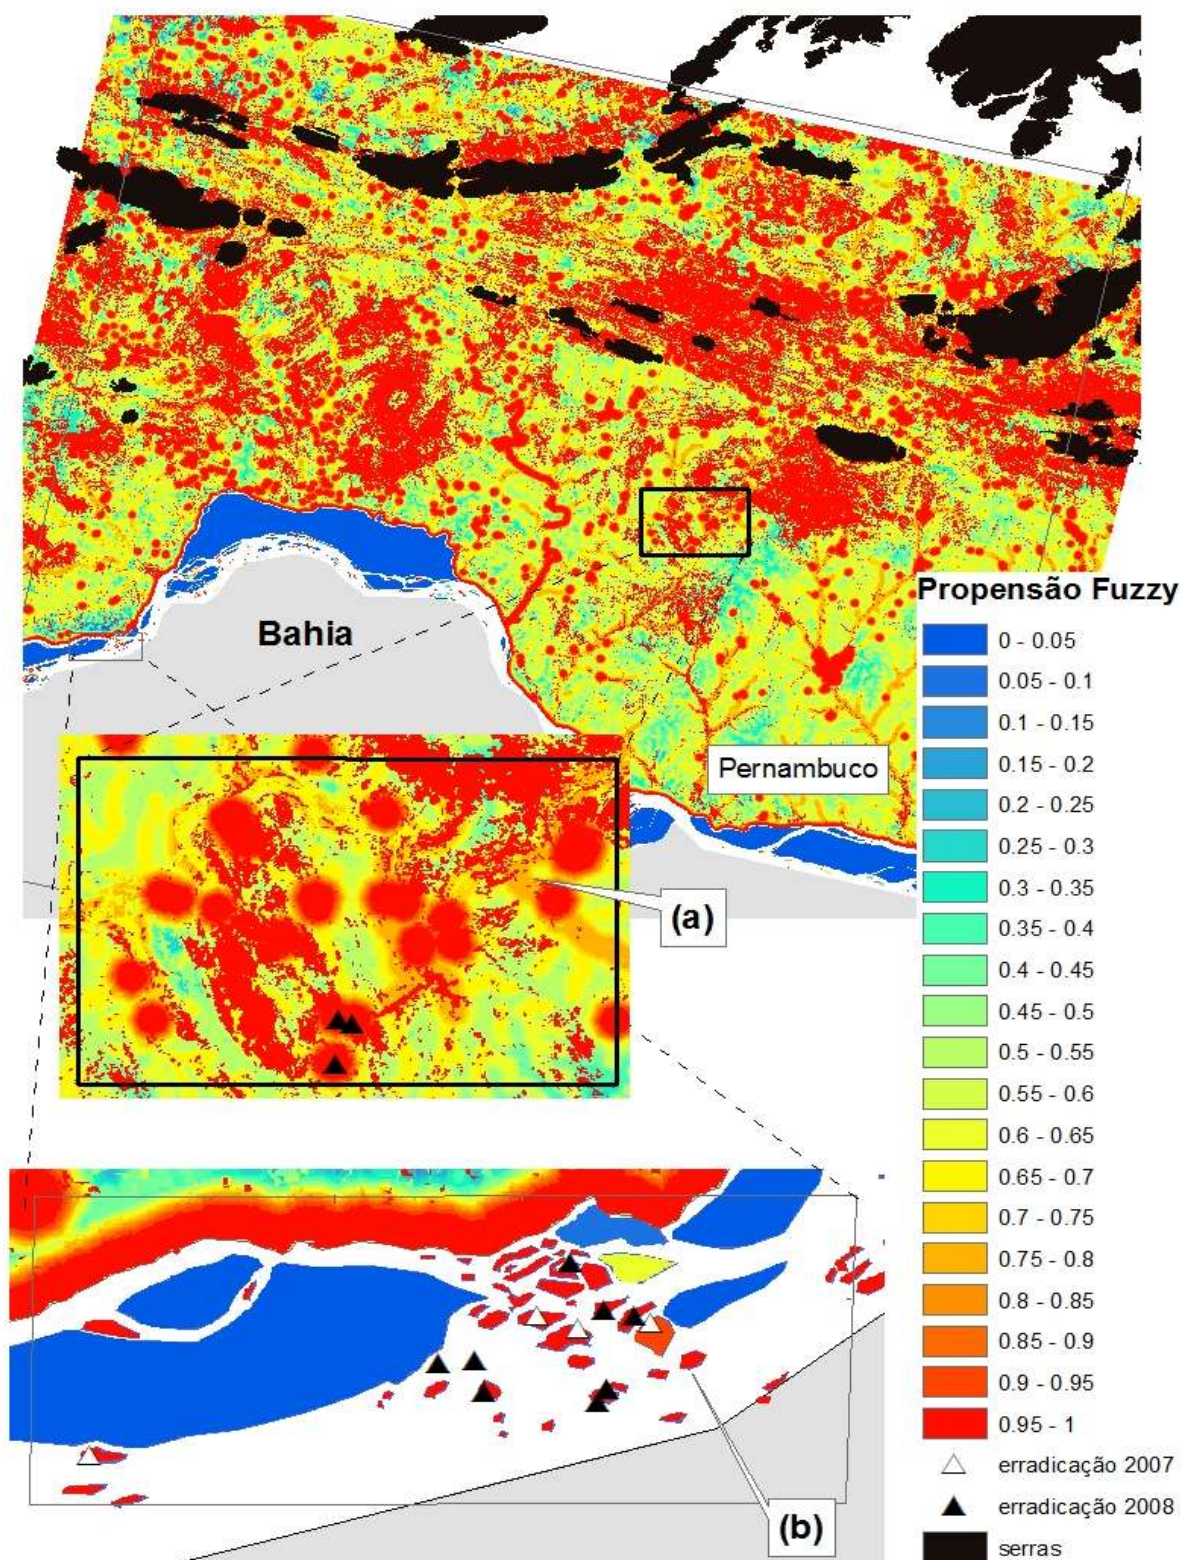 Bahia
Pernambuco
(a)
(b)
Propensão Fuzzy
0 - 0.05
0.05 - 0.1
0.1 - 0.15
0.15 - 0.2
0.2 - 0.25
0.25 - 0.3
0.3 - 0.35
0.35 - 0.4
0.4 - 0.45
0.45 - 0.5
0.5 - 0.55
0.55 - 0.6
0.6 - 0.65
0.65 - 0.7
0.7 - 0.75
0.75 - 0.8
0.8 - 0.85
0.85 - 0.9
0.9 - 0.95
0.95 - 1
erradicação 2007
erradicação 2008
serras